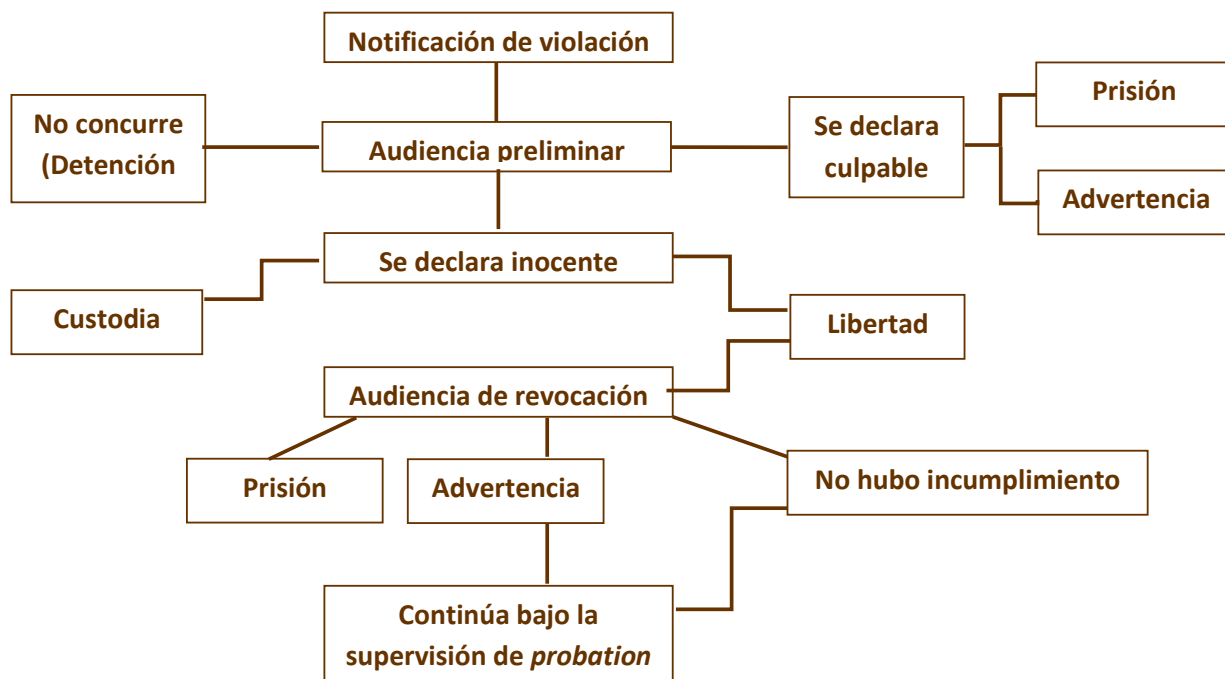 Notificación de violación
No concurre
(Detención
Audiencia preliminar
Se declara
culpable
Prisión
Advertencia
Se declara inocente
Custodia
Libertad
Audiencia de revocación
Prisión
Advertencia
No hubo incumplimiento
Continúa bajo la
supervisión de probation